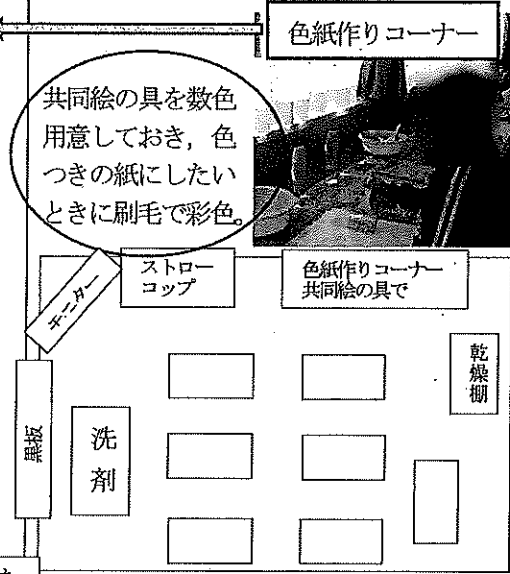 色紙作りコーナー
共同絵の具を数色
用意しておき，色
つきの紙にしたい
ときに刷毛で彩色。
モニター
ストロー
コップ
色紙作りコーナー
共同絵の具で
乾燥棚
黒板
洗剤